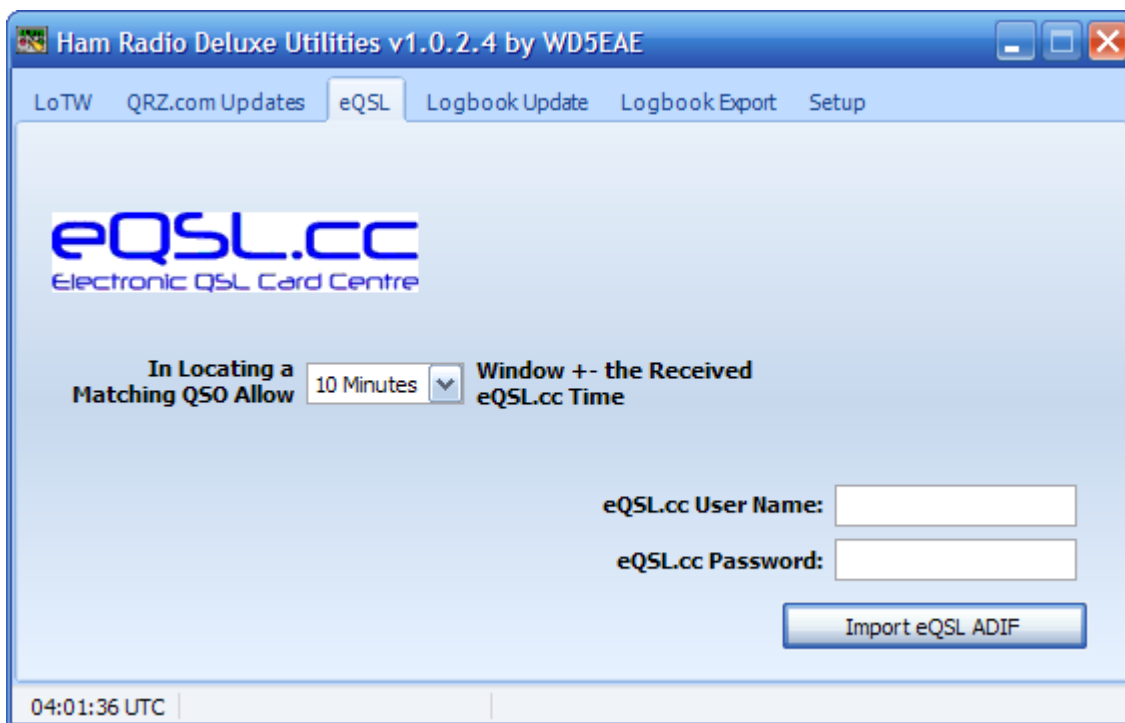 Ham Radio Deluxe Utilities v1.0.2.4 by WD5EAE
LoTW QRZ.com Updates eQSL Logbook Update Logbook Export Setup
eQSL.cc
Electronic QSL Card Centre
In Locating a
Matching QSO Allow
10 Minutes
Window +- the Received
eQSL.cc Time
eQSL.cc User Name:
eQSL.cc Password:
Import eQSL ADIF
04:01:36 UTC